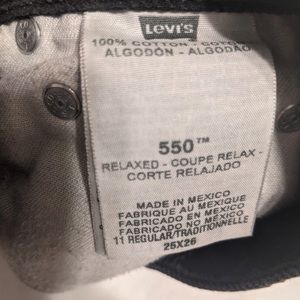 Levi's
100% COTTON - COTON
ALGODÓN - ALGODÃO
550™
RELAXED - COUPE RELAX -
CORTE RELAJADO
MADE IN MEXICO
FABRIQUE AU MEXIQUE
FABRICADO EN MEXICO
FABRICADO NO MEXICO
11 REGULAR/TRADITIONNELLE
25X26